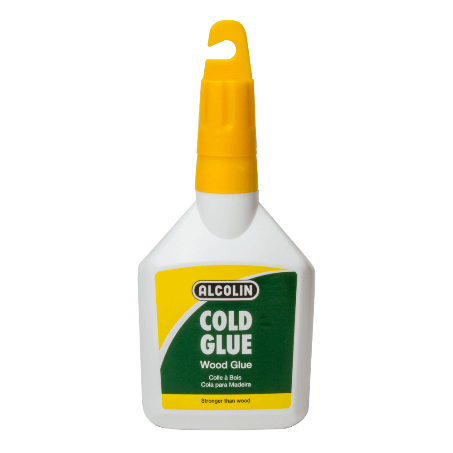 ALCOLIN
COLD
GLUE
Wood Glue
Colle à Bois
Cola para Madeira
Stronger than wood